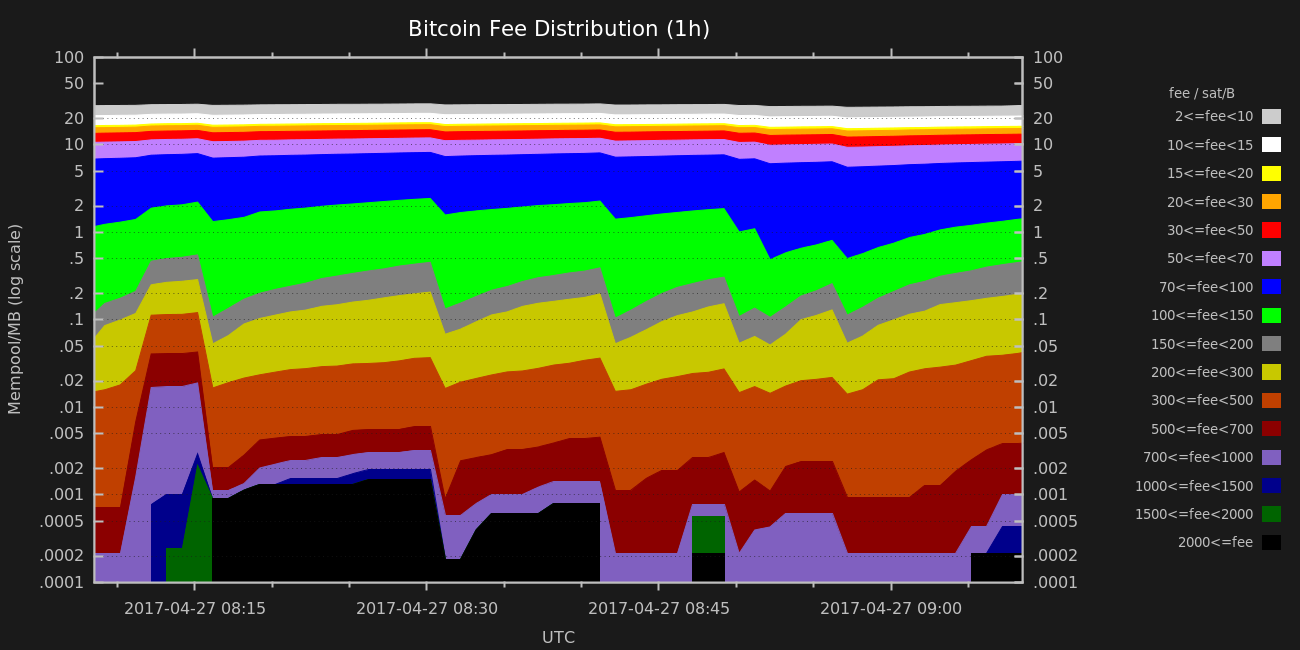 Bitcoin Fee Distribution (1h)
100 100
50 50
20 20
10 10
5 5
2 2
1 1
.5 .5
.2 .2
.1 .1
.05 .05
.02 .02
.01 .01
.005 .005
.002 .002
.001 .001
.0005 .0005
.0002 .0002
.0001 .0001
Mempool/MB (log scale)
2017-04-27 08:15 2017-04-27 08:30 2017-04-27 08:45 2017-04-27 09:00
UTC
fee / sat/B
2<=fee<10
10<=fee<15
15<=fee<20
20<=fee<30
30<=fee<50
50<=fee<70
70<=fee<100
100<=fee<150
150<=fee<200
200<=fee<300
300<=fee<500
500<=fee<700
700<=fee<1000
1000<=fee<1500
1500<=fee<2000
2000<=fee